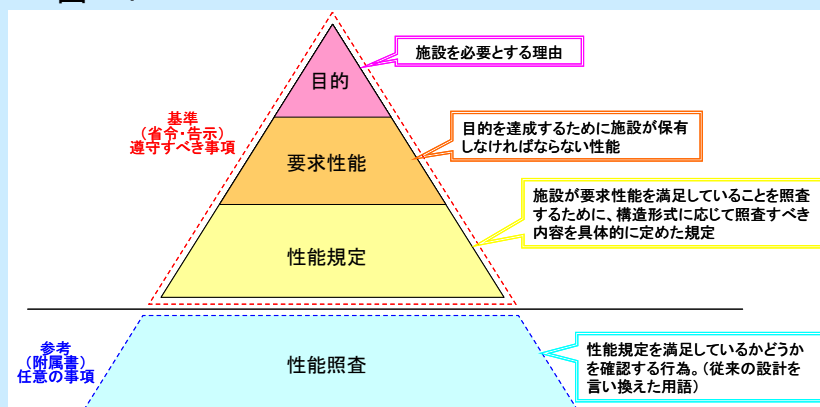 目的
施設を必要とする理由
基準
(省令・告示)
遵守すべき事項
要求性能
目的を達成するために施設が保有
しなければならない性能
性能規定
施設が要求性能を満足していることを照査
するために、構造形式に応じて照査すべき
内容を具体的に定めた規定
参考
(附属書)
任意の事項
性能照査
性能規定を満足しているかどうか
を確認する行為。(従来の設計を
言い換えた用語)